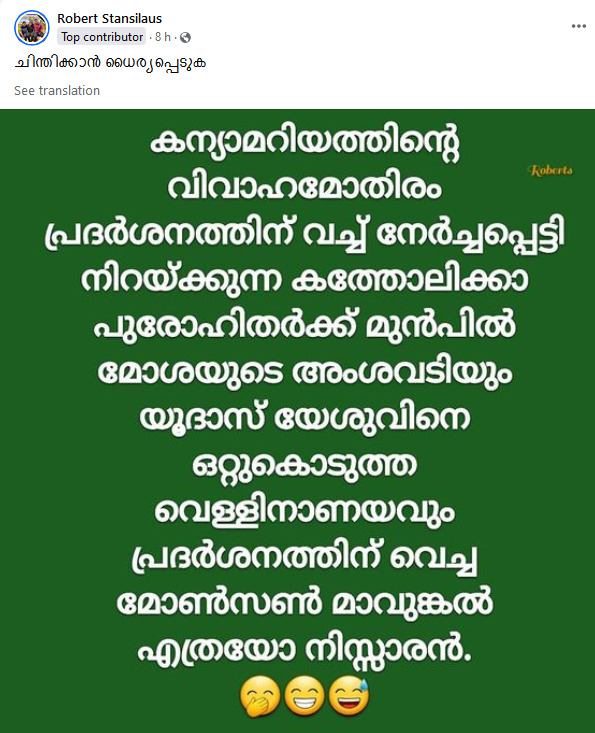 Robert Stansilaus
Top contributor · 8 h ·
ചിന്തിക്കാൻ ധൈര്യപ്പെടുക
See translation
കന്യാമറിയത്തിന്റെ
Roberts
വിവാഹമോതിരം
പ്രദർശനത്തിന് വച്ച് നേർച്ചപ്പെട്ടി
നിറയ്ക്കുന്ന കത്തോലിക്കാ
പുരോഹിതർക്ക് മുൻപിൽ
മോശയുടെ അംശവടിയും
യൂദാസ് യേശുവിനെ
ഒറ്റുകൊടുത്ത
വെള്ളിനാണയവും
പ്രദർശനത്തിന് വെച്ച
മോൺസൺ മാവുങ്കൽ
എത്രയോ നിസ്സാരൻ.